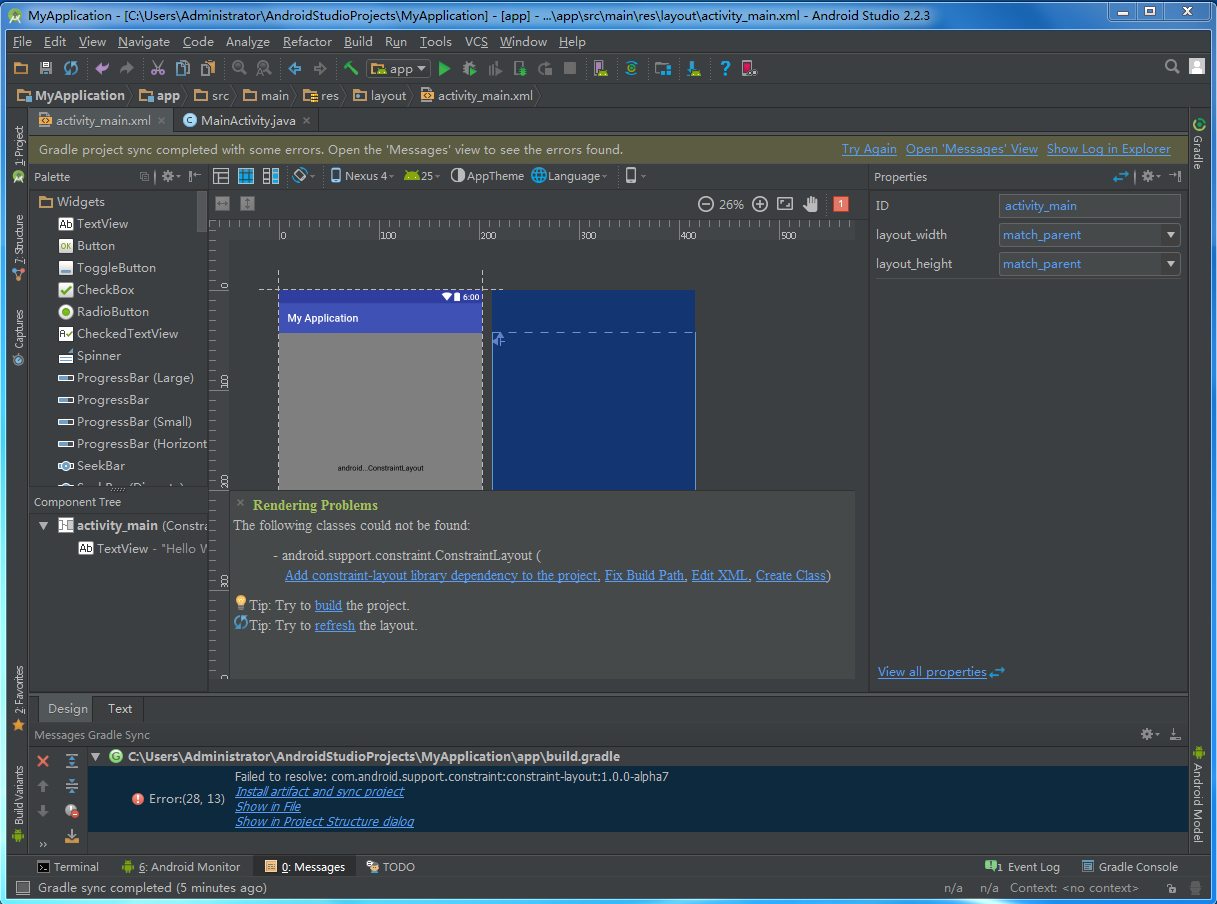 MyApplication - [C:\Users\Administrator\AndroidStudioProjects\MyApplication] - [app] - ...\app\src\main\res\layout\activity_main.xml - Android Studio 2.2.3
File Edit View Navigate Code Analyze Refactor Build Run Tools VCS Window Help
app
MyApplication app src main res layout activity_main.xml
activity_main.xml MainActivity.java
Gradle project sync completed with some errors. Open the 'Messages' view to see the errors found. Try Again Open 'Messages' View Show Log in Explorer
1: Project
7: Structure
Captures
2: Favorites
Build Variants
Palette
Widgets
TextView
Button
ToggleButton
CheckBox
RadioButton
CheckedTextView
Spinner
ProgressBar (Large)
ProgressBar
ProgressBar (Small)
ProgressBar (Horizont
SeekBar
Component Tree
activity_main (Constra
TextView - "Hello W
Nexus 4 25 AppTheme Language
26% 1
0 100 200 300 400 500
0
100
200
300
6:00
My Application
android...ConstraintLayout
Rendering Problems
The following classes could not be found:
- android.support.constraint.ConstraintLayout (
Add constraint-layout library dependency to the project, Fix Build Path, Edit XML, Create Class)
Tip: Try to build the project.
Tip: Try to refresh the layout.
Properties
ID activity_main
layout_width match_parent
layout_height match_parent
View all properties
Gradle
Android Model
Design Text
Messages Gradle Sync
C:\Users\Administrator\AndroidStudioProjects\MyApplication\app\build.gradle
Error:(28, 13) Failed to resolve: com.android.support.constraint:constraint-layout:1.0.0-alpha7
Install artifact and sync project
Show in File
Show in Project Structure dialog
Terminal 6: Android Monitor 0: Messages TODO 1 Event Log Gradle Console
Gradle sync completed (5 minutes ago) n/a n/a Context: <no context>